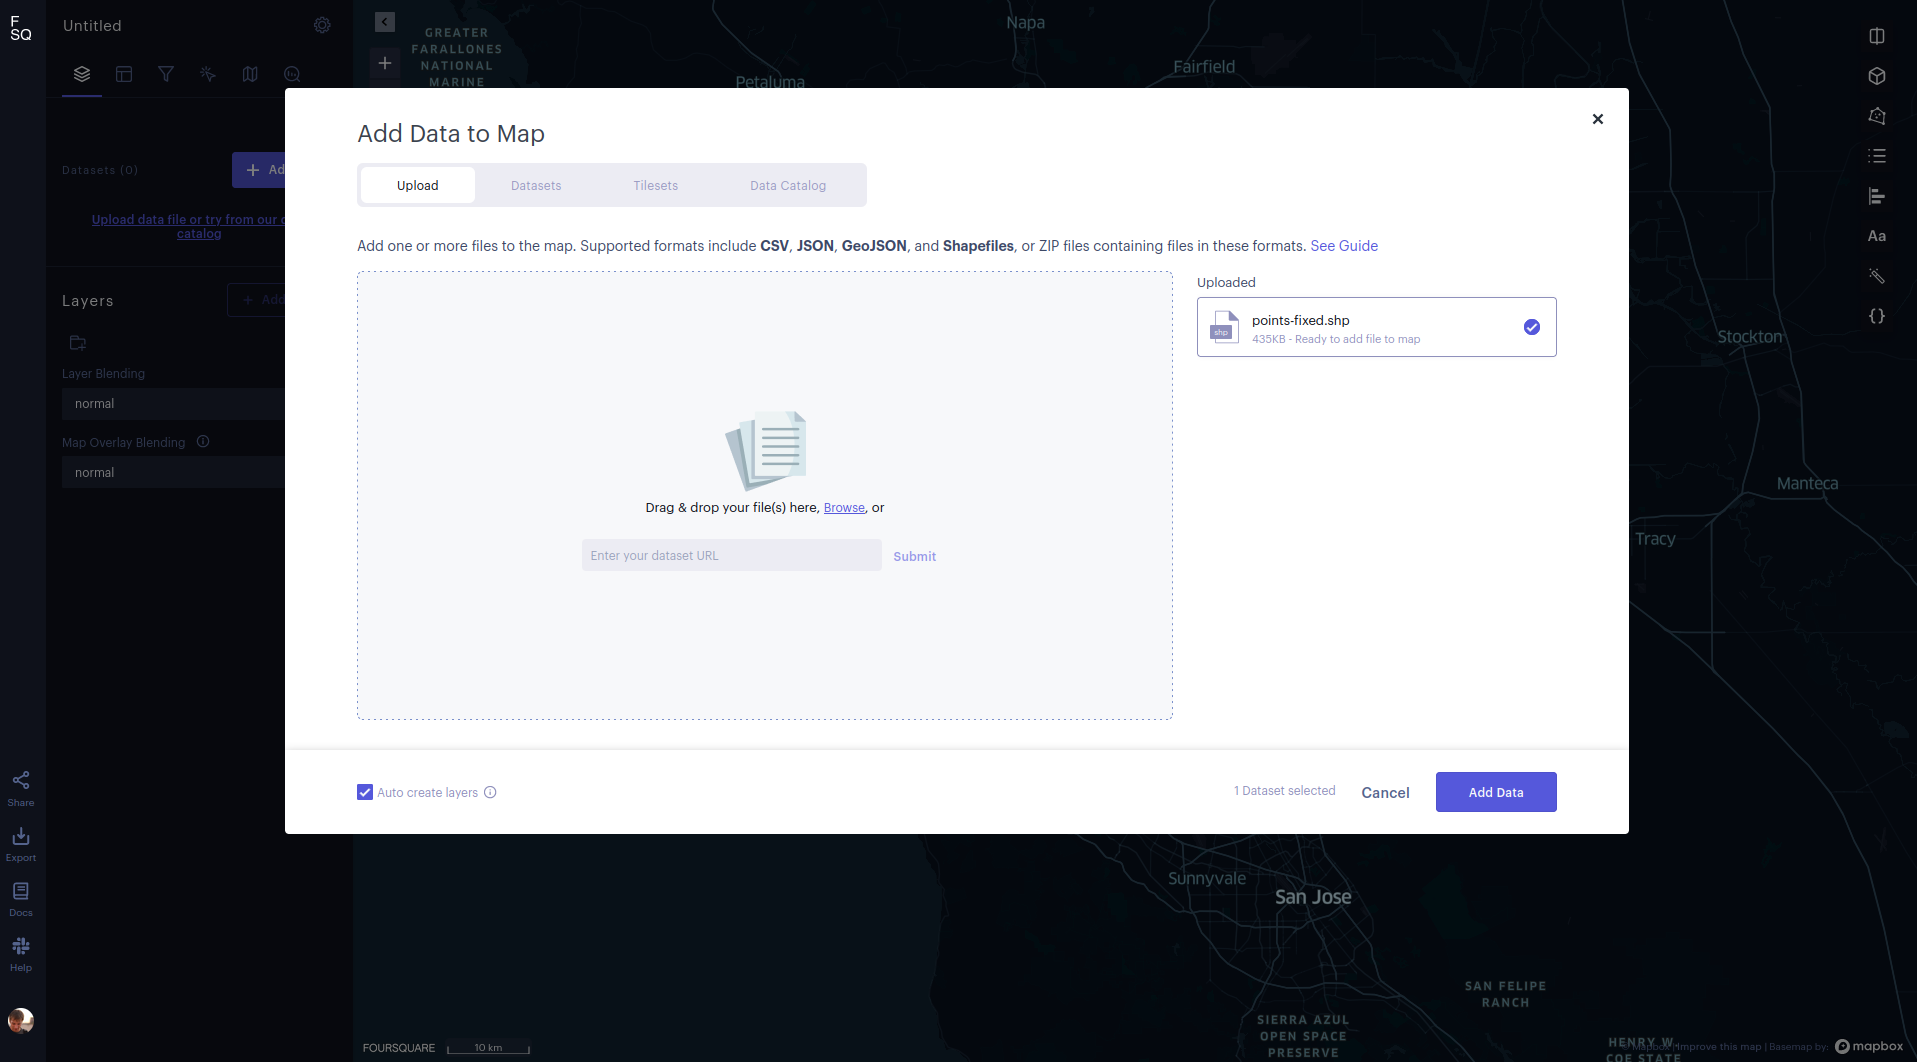 F
SQ
Untitled
Datasets (0)
Ad
Upload data file or try from our
catalog
Layers
Add
Layer Blending
normal
Map Overlay Blending
normal
Share
Export
Docs
Help
GREATER
FARALLONES
NATIONAL
MARINE
Napa
Petaluma
Fairfield
Add Data to Map
Upload
Datasets
Tilesets
Data Catalog
Add one or more files to the map. Supported formats include CSV, JSON, GeoJSON, and Shapefiles, or ZIP files containing files in these formats. See Guide
Drag & drop your file(s) here, Browse, or
Enter your dataset URL
Submit
Uploaded
shp
points-fixed.shp
435KB - Ready to add file to map
Auto create layers
1 Dataset selected
Cancel
Add Data
Aa
{}
Stockton
Manteca
Tracy
Sunnyvale
San Jose
SAN FELIPE
RANCH
SIERRA AZUL
OPEN SPACE
PRESERVE
HENRY W.
COE STATE
FOURSQUARE
10 km
© Mapbox | Improve this map | Basemap by:
mapbox